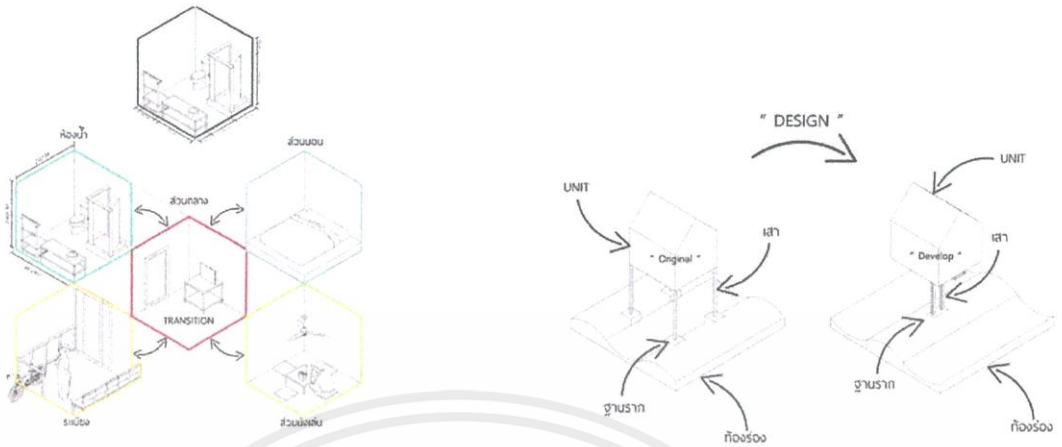 ห้องน้ำ
ส่วนนอน
ส่วนกลาง
TRANSITION
ระเบียง
ส่วนนั่งเล่น
" DESIGN "
UNIT
" Original "
เสา
ฐานราก
ท้องร่อง
UNIT
" Develop "
เสา
ฐานราก
ท้องร่อง